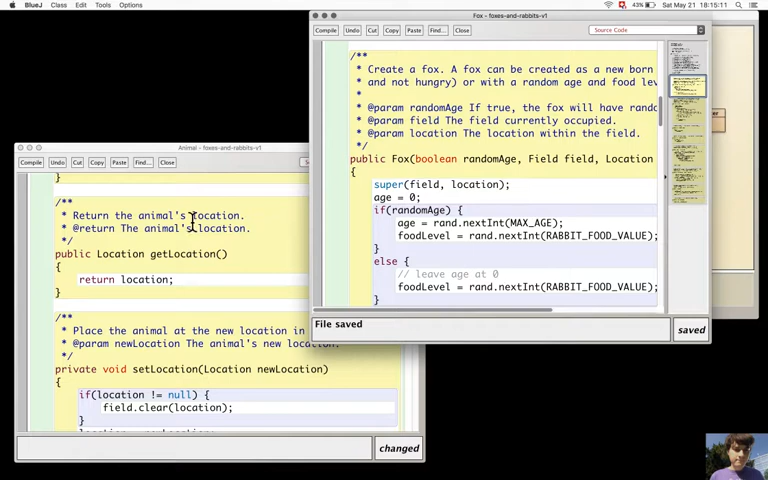 BlueJ Class Edit Tools Options
43% Sat May 21 18:15:11
Fox - foxes-and-rabbits-v1
Compile Undo Cut Copy Paste Find... Close
Source Code
/**
* Create a fox. A fox can be created as a new born
* and not hungry) or with a random age and food lev
*
* @param randomAge If true, the fox will have rand
* @param field The field currently occupied.
* @param location The location within the field.
*/
public Fox(boolean randomAge, Field field, Location
{
super(field, location);
age = 0;
if(randomAge) {
age = rand.nextInt(MAX_AGE);
foodLevel = rand.nextInt(RABBIT_FOOD_VALUE);
}
else {
// leave age at 0
foodLevel = rand.nextInt(RABBIT_FOOD_VALUE);
}
File saved
saved
Animal - foxes-and-rabbits-v1
Compile Undo Cut Copy Paste Find... Close
}
/**
* Return the animal's location.
* @return The animal's location.
*/
public Location getLocation()
{
return location;
}
/**
* Place the animal at the new location in
* @param newLocation The animal's new location.
*/
private void setLocation(Location newLocation)
{
if(location != null) {
field.clear(location);
}
changed